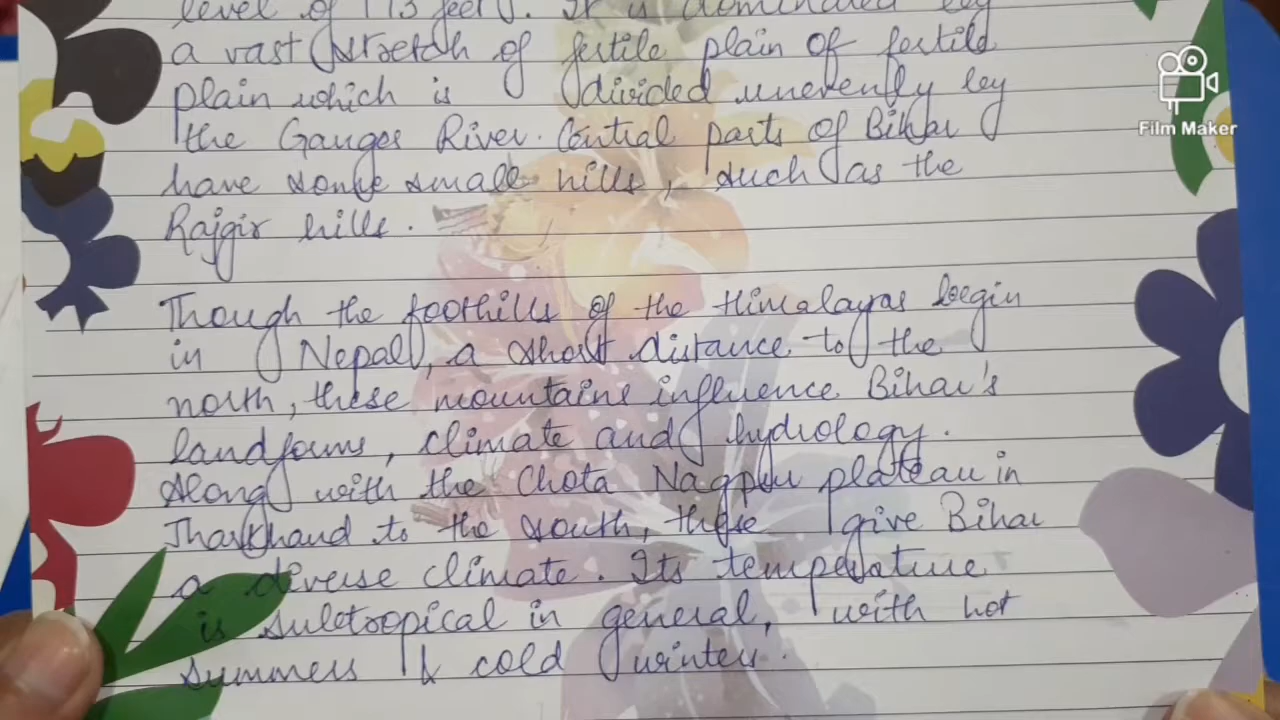 level of 173 feet). It is dominated by
a vast stretch of fertile plain of fertile
plain which is divided unevenly by
the Ganges River. Central parts of Bihar
have some small hills, such as the
Rajgir hills.
Though the foothills of the Himalayas begin
in Nepal, a short distance to the
north, these mountains influence Bihar's
landforms, climate and hydrology.
Along with the Chota Nagpur plateau in
Jharkhand to the south, these give Bihar
a diverse climate. Its temperature
is subtropical in general, with hot
summers & cold winters.
Film Maker